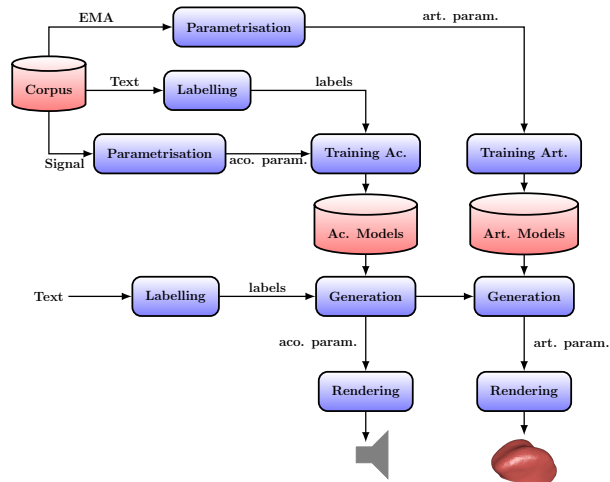 EMA
Parametrisation
art. param.
Corpus
Text
Labelling
labels
Signal
Parametrisation
aco. param.
Training Ac.
Training Art.
Ac. Models
Art. Models
Text
Labelling
labels
Generation
Generation
aco. param.
art. param.
Rendering
Rendering